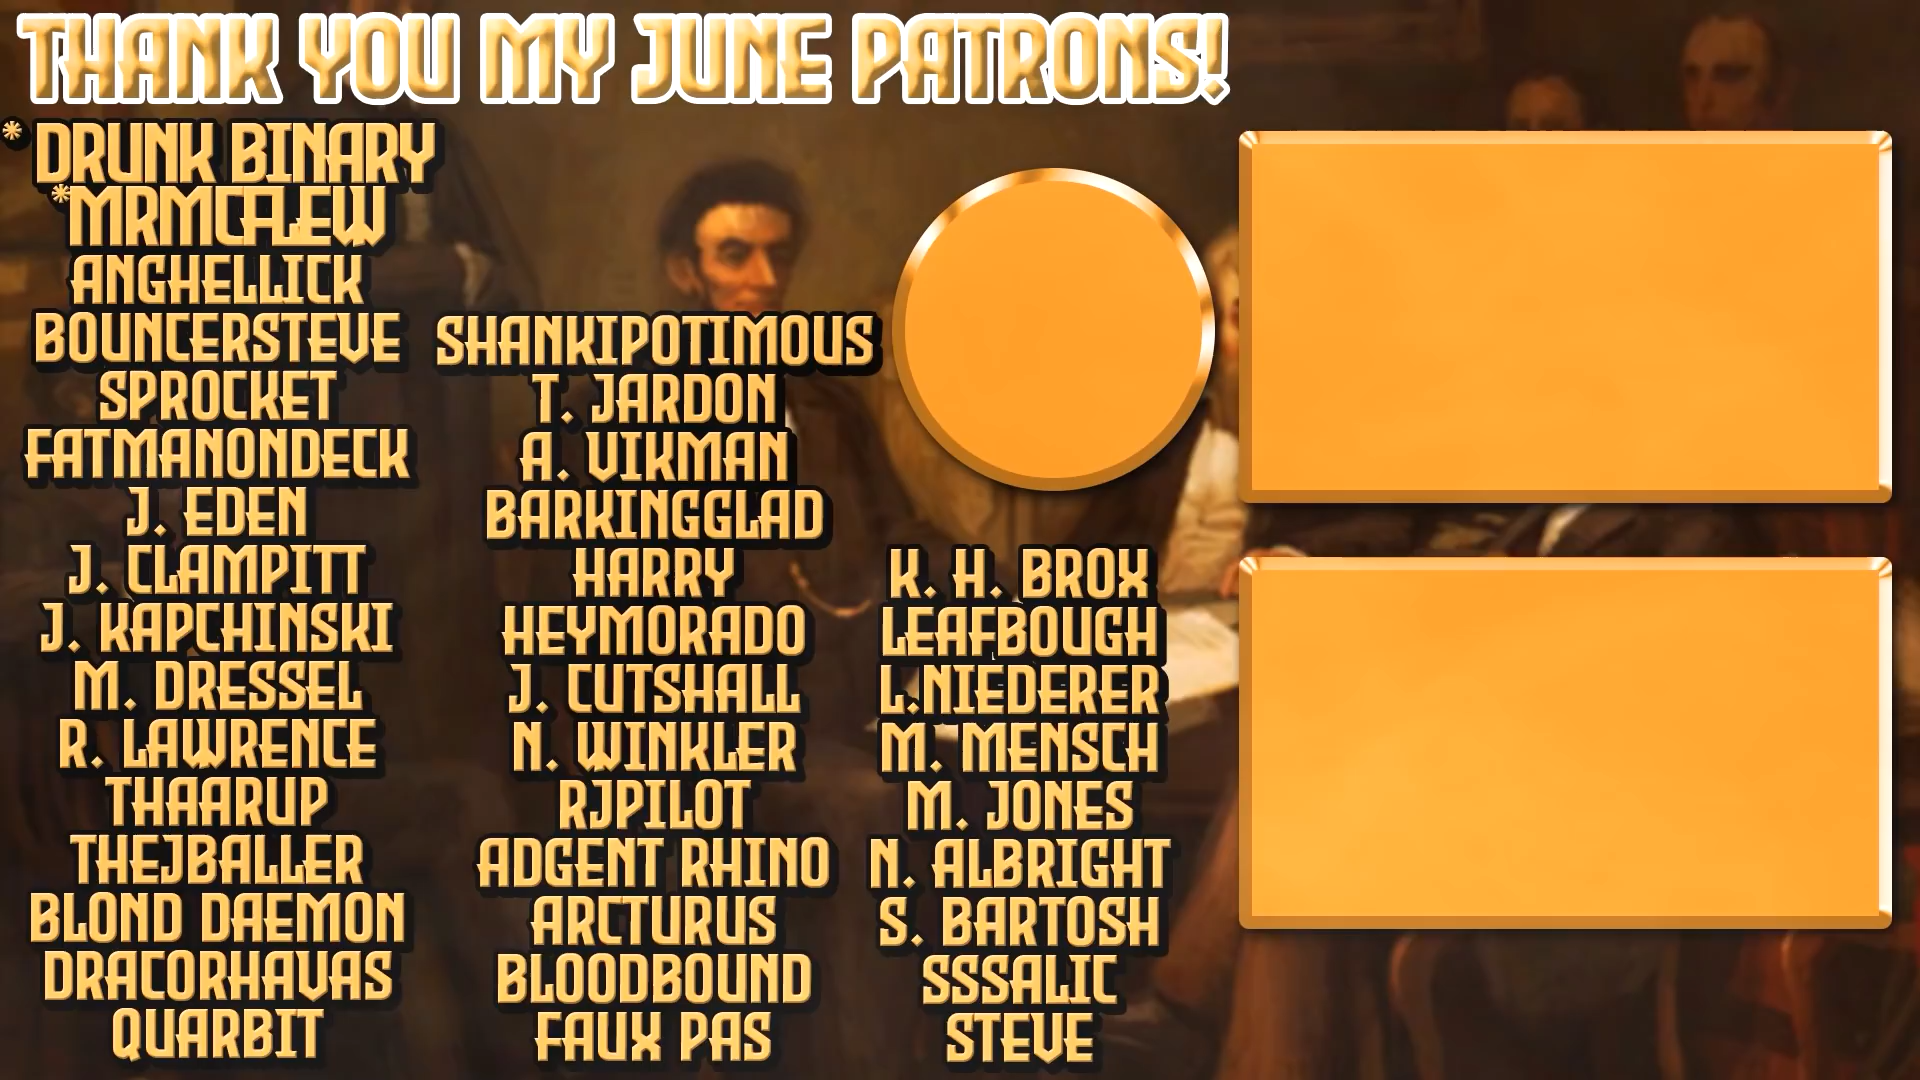 THANK YOU MY JUNE PATRONS!
* DRUNK BINARY
*MRMCFLEW
ANGHELLICK
BOUNCERSTEVE
SPROCKET
FATMANONDECK
J. EDEN
J. CLAMPITT
J. KAPCHINSKI
M. DRESSEL
R. LAWRENCE
THAARUP
THEJBALLER
BLOND DAEMON
DRACORHAVAS
QUARBIT
SHANKIPOTIMOUS
T. JARDON
A. VIKMAN
BARKINGGLAD
HARRY
HEYMORADO
J. CUTSHALL
N. WINKLER
RJPILOT
ADGENT RHINO
ARCTURUS
BLOODBOUND
FAUX PAS
K. H. BROX
LEAFBOUGH
L.NIEDERER
M. MENSCH
M. JONES
N. ALBRIGHT
S. BARTOSH
SSSALIC
STEVE